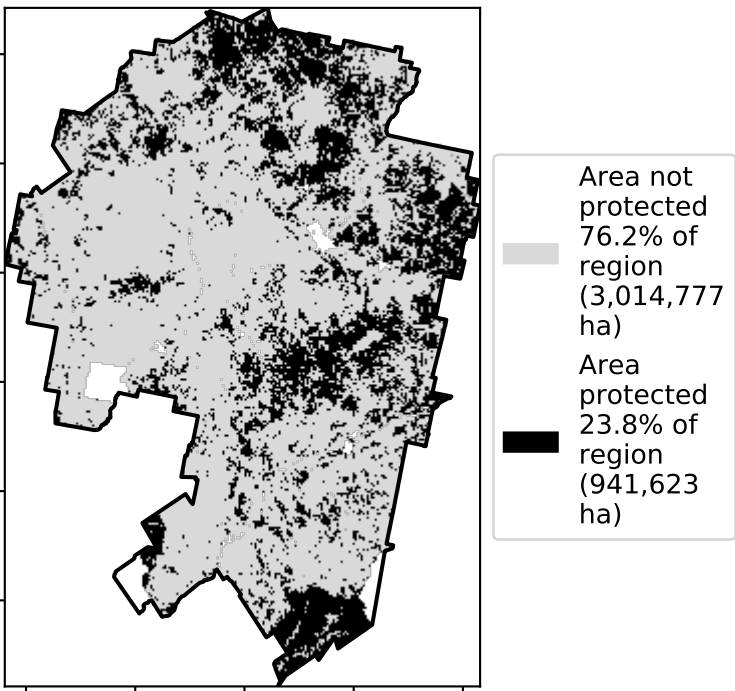 Area not
protected
76.2% of
region
(3,014,777
ha)
Area
protected
23.8% of
region
(941,623
ha)